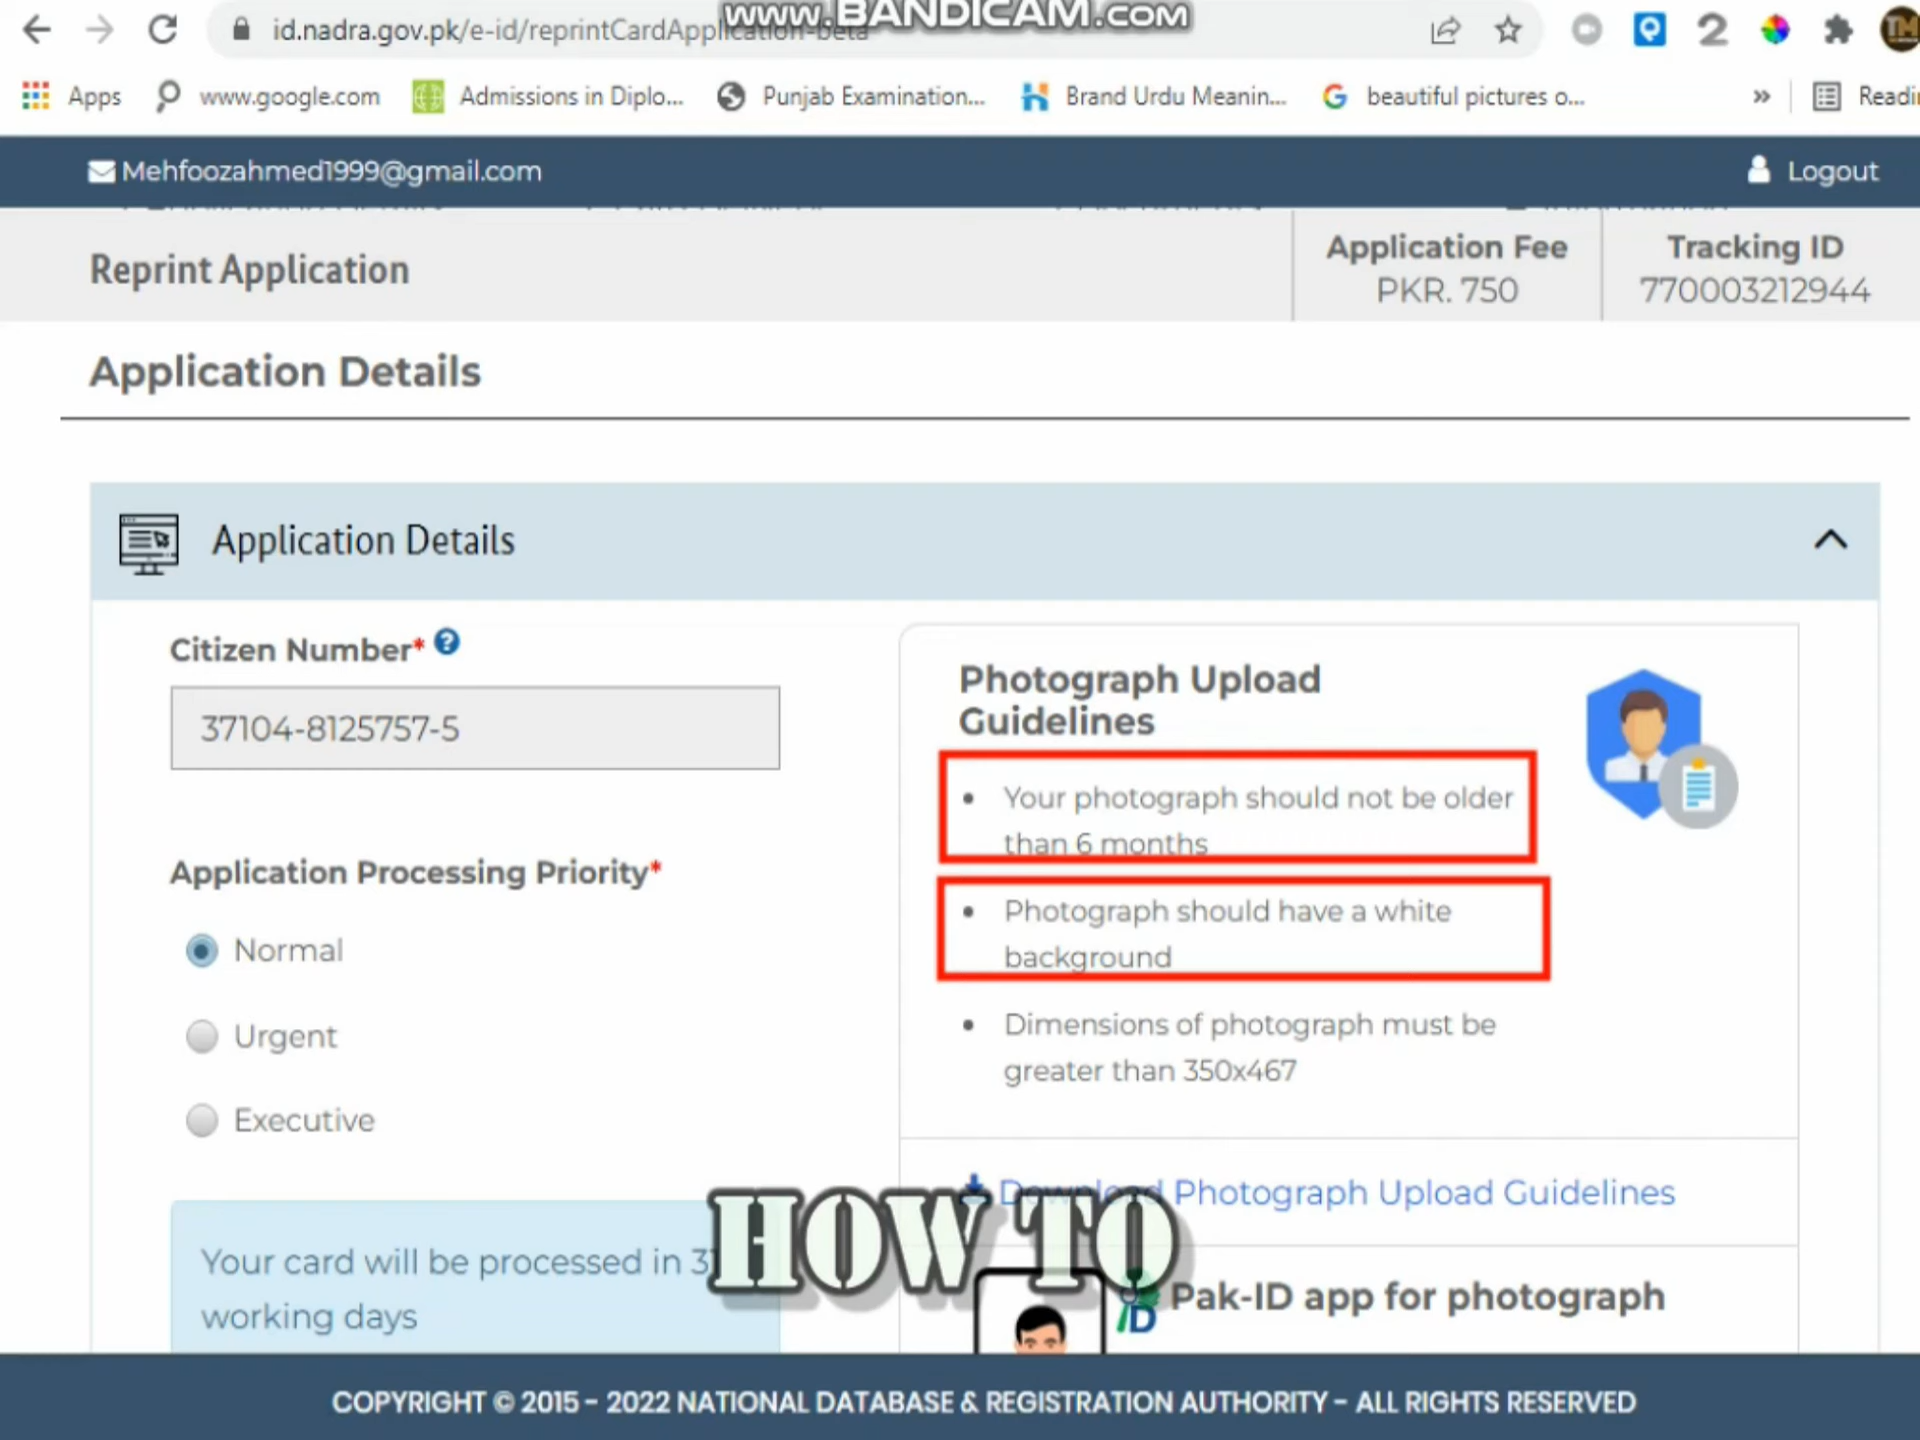 www.BANDICAM.com
id.nadra.gov.pk/e-id/reprintCardApplication-beta
Apps www.google.com Admissions in Diplo... Punjab Examination... Brand Urdu Meanin... beautiful pictures o... » Readi
Mehfoozahmed1999@gmail.com Logout
Reprint Application
Application Fee
PKR. 750
Tracking ID
770003212944
Application Details
Application Details
Citizen Number* ?
37104-8125757-5
Application Processing Priority*
Normal
Urgent
Executive
Your card will be processed in 3
working days
Photograph Upload
Guidelines
• Your photograph should not be older
than 6 months
• Photograph should have a white
background
• Dimensions of photograph must be
greater than 350x467
Download Photograph Upload Guidelines
HOW TO
iD Pak-ID app for photograph
COPYRIGHT © 2015 - 2022 NATIONAL DATABASE & REGISTRATION AUTHORITY - ALL RIGHTS RESERVED